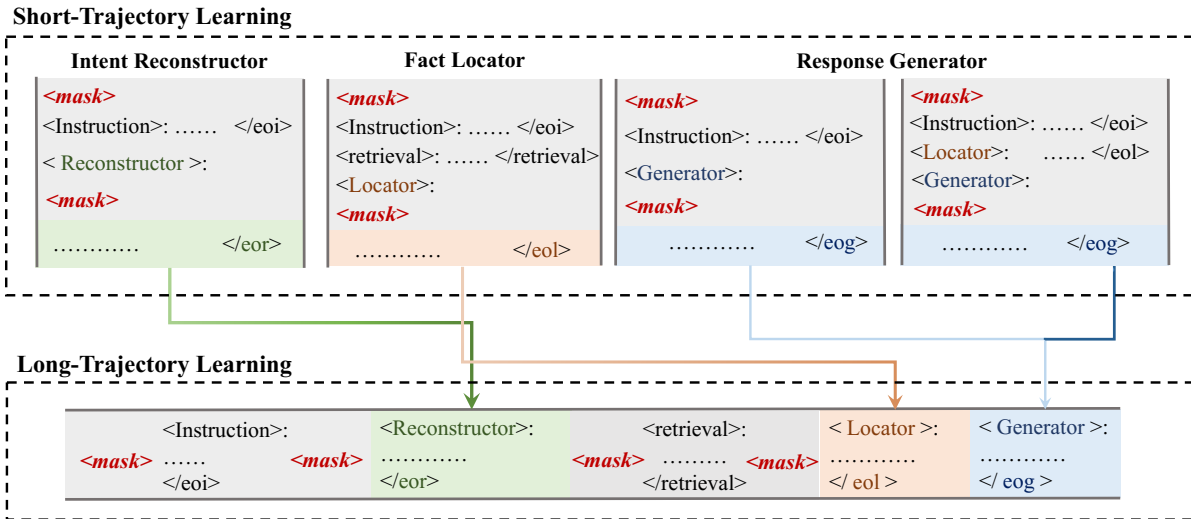 Short-Trajectory Learning
Intent Reconstructor
<mask>
<Instruction>: …… </eoi>
< Reconstructor >:
<mask>
………… </eor>
Fact Locator
<mask>
<Instruction>: …… </eoi>
<retrieval>: …… </retrieval>
<Locator>:
<mask>
………… </eol>
Response Generator
<mask>
<Instruction>: …… </eoi>
<Generator>:
<mask>
………… </eog>
<mask>
<Instruction>: …… </eoi>
<Locator>: …… </eol>
<Generator>:
<mask>
………… </eog>
Long-Trajectory Learning
<mask>
<Instruction>:
……
</eoi>
<mask>
<Reconstructor>:
…………
</eor>
<mask>
<retrieval>:
………
</retrieval>
<mask>
< Locator >:
…………
</ eol >
< Generator >:
…………
</ eog >